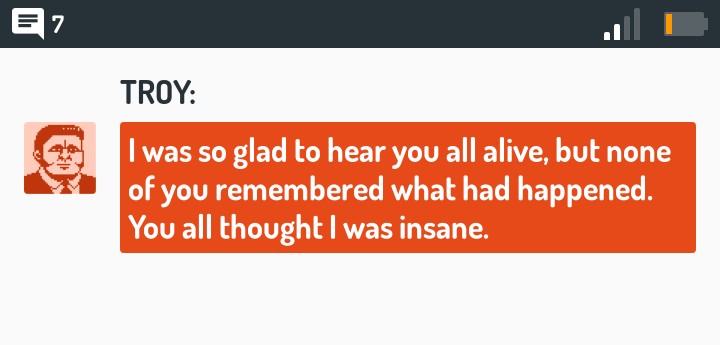 7
TROY:
I was so glad to hear you all alive, but none
of you remembered what had happened.
You all thought I was insane.